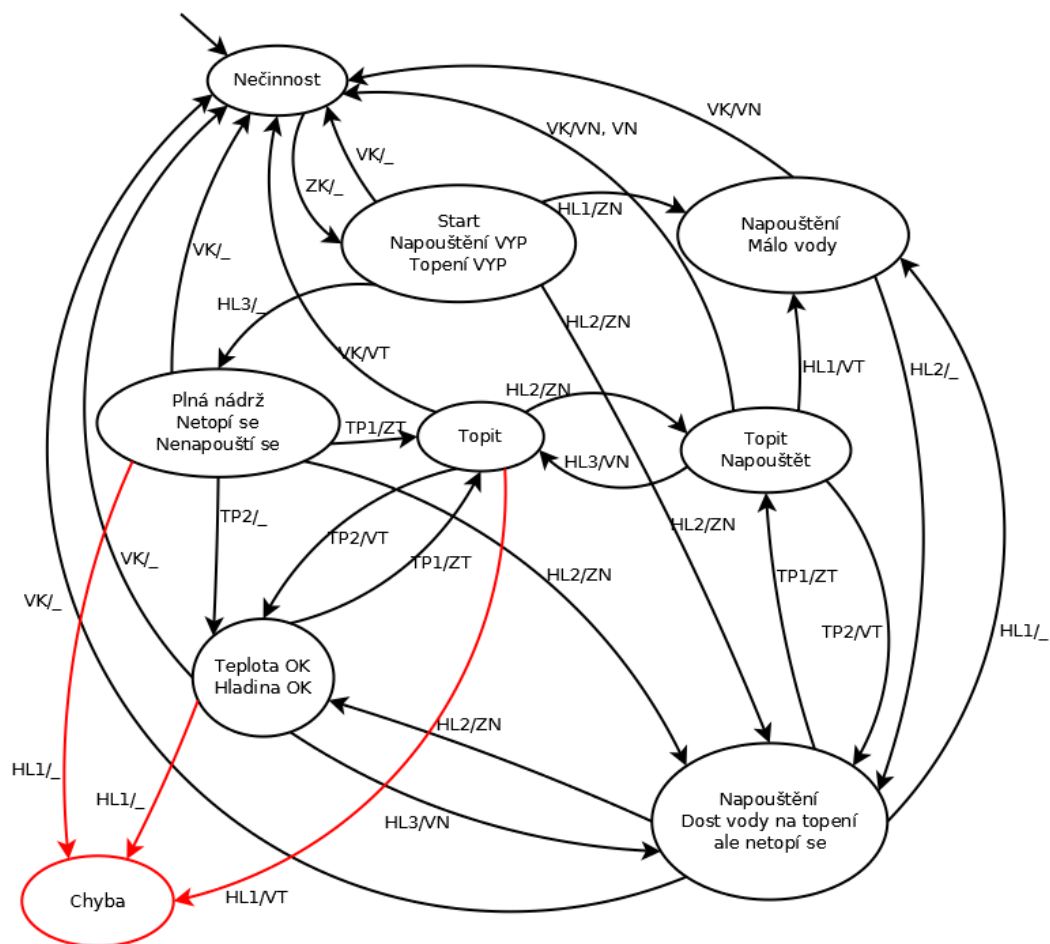 Nečinnost
VK/VN
VK/VN, VN
VK/_
ZK/_
HL1/ZN
Start
Napouštění VYP
Topení VYP
Napouštění
Málo vody
VK/_
HL3/_
HL2/ZN
VK/VT
HL1/VT
HL2/_
HL2/ZN
Plná nádrž
Netopí se
Nenapouští se
TP1/ZT
Topit
Topit
Napouštět
HL3/VN
TP2/_
HL2/ZN
TP2/VT
VK/_
TP1/ZT
HL2/ZN
TP1/ZT
VK/_
TP2/VT
HL1/_
Teplota OK
Hladina OK
HL2/ZN
HL1/_
HL1/_
HL3/VN
Napouštění
Dost vody na topení
ale netopí se
Chyba
HL1/VT